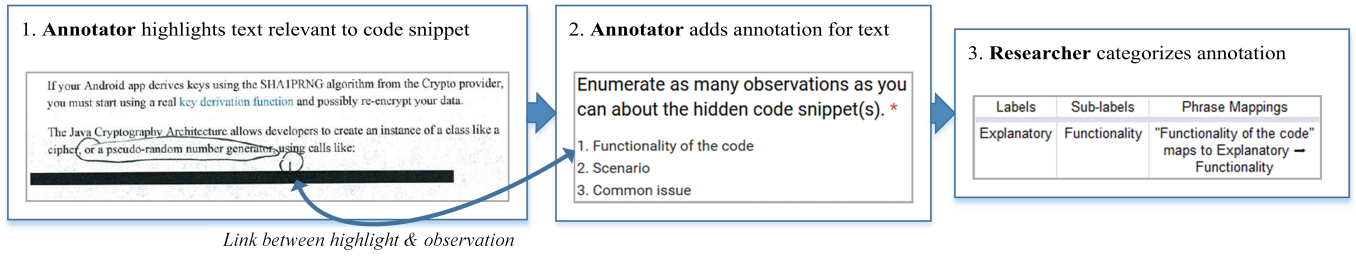 1. Annotator highlights text relevant to code snippet
If your Android app derives keys using the SHA1PRNG algorithm from the Crypto provider,
you must start using a real key derivation function and possibly re-encrypt your data.
The Java Cryptography Architecture allows developers to create an instance of a class like a
cipher, or a pseudo-random number generator, using calls like:
1
Link between highlight & observation
2. Annotator adds annotation for text
Enumerate as many observations as you
can about the hidden code snippet(s). *
1. Functionality of the code
2. Scenario
3. Common issue
3. Researcher categorizes annotation
Labels Sub-labels Phrase Mappings
Explanatory Functionality "Functionality of the code"
maps to Explanatory →
Functionality